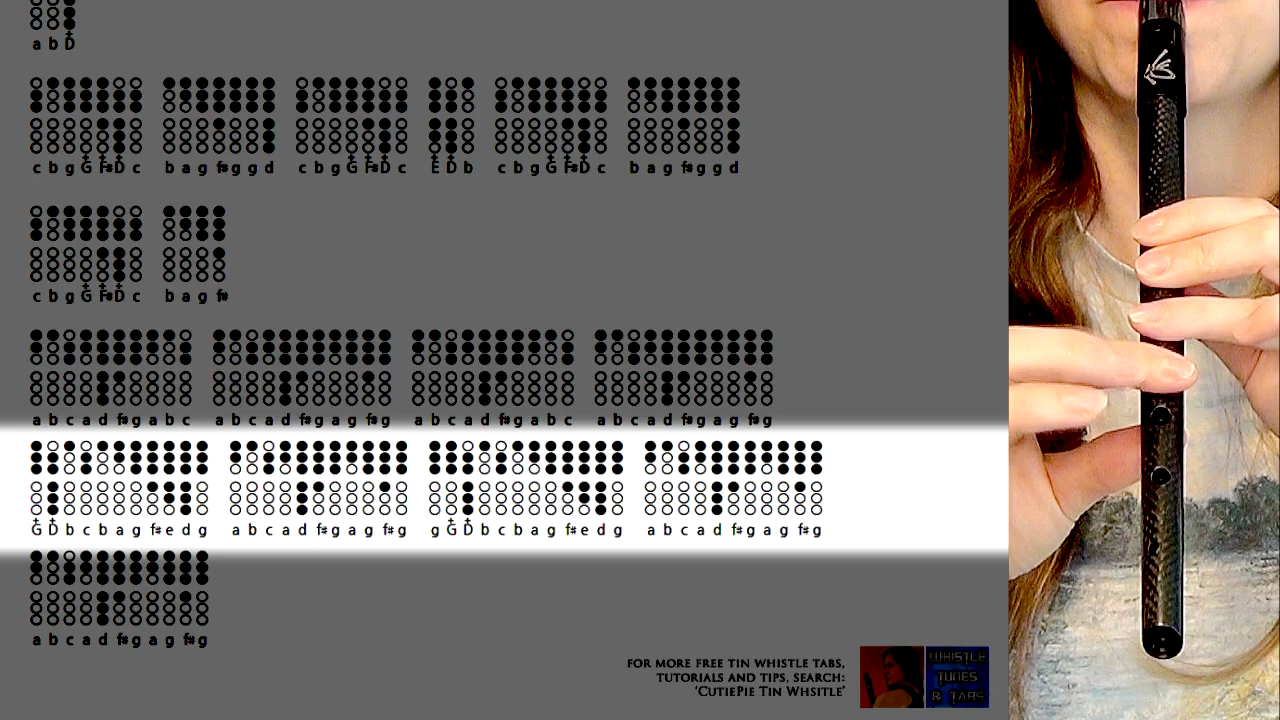 a b D
c b g G F# D c b a g f# g g d c b g G F# D c E D b c b g G F# D c b a g f# g g d
c b g G F# D c b a g f#
a b c a d f# g a b c a b c a d f# g a g f# g a b c a d f# g a b c a b c a d f# g a g f# g
G D b c b a g f# e d g a b c a d f# g a g f# g g G D b c b a g f# e d g a b c a d f# g a g f# g
a b c a d f# g a g f# g
FOR MORE FREE TIN WHISTLE TABS,
TUTORIALS AND TIPS, SEARCH:
'CUTIEPIE TIN WHSITLE'
WHISTLE
TUNES
& TABS